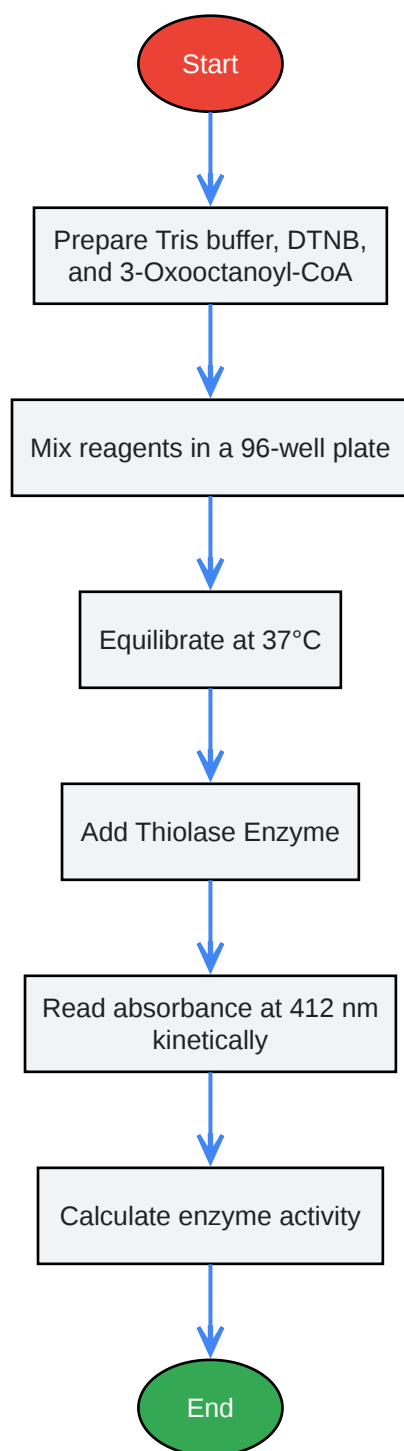 Start
Prepare Tris buffer, DTNB,
and 3-Oxooctanoyl-CoA
Mix reagents in a 96-well plate
Equilibrate at 37°C
Add Thiolase Enzyme
Read absorbance at 412 nm
kinetically
Calculate enzyme activity
End